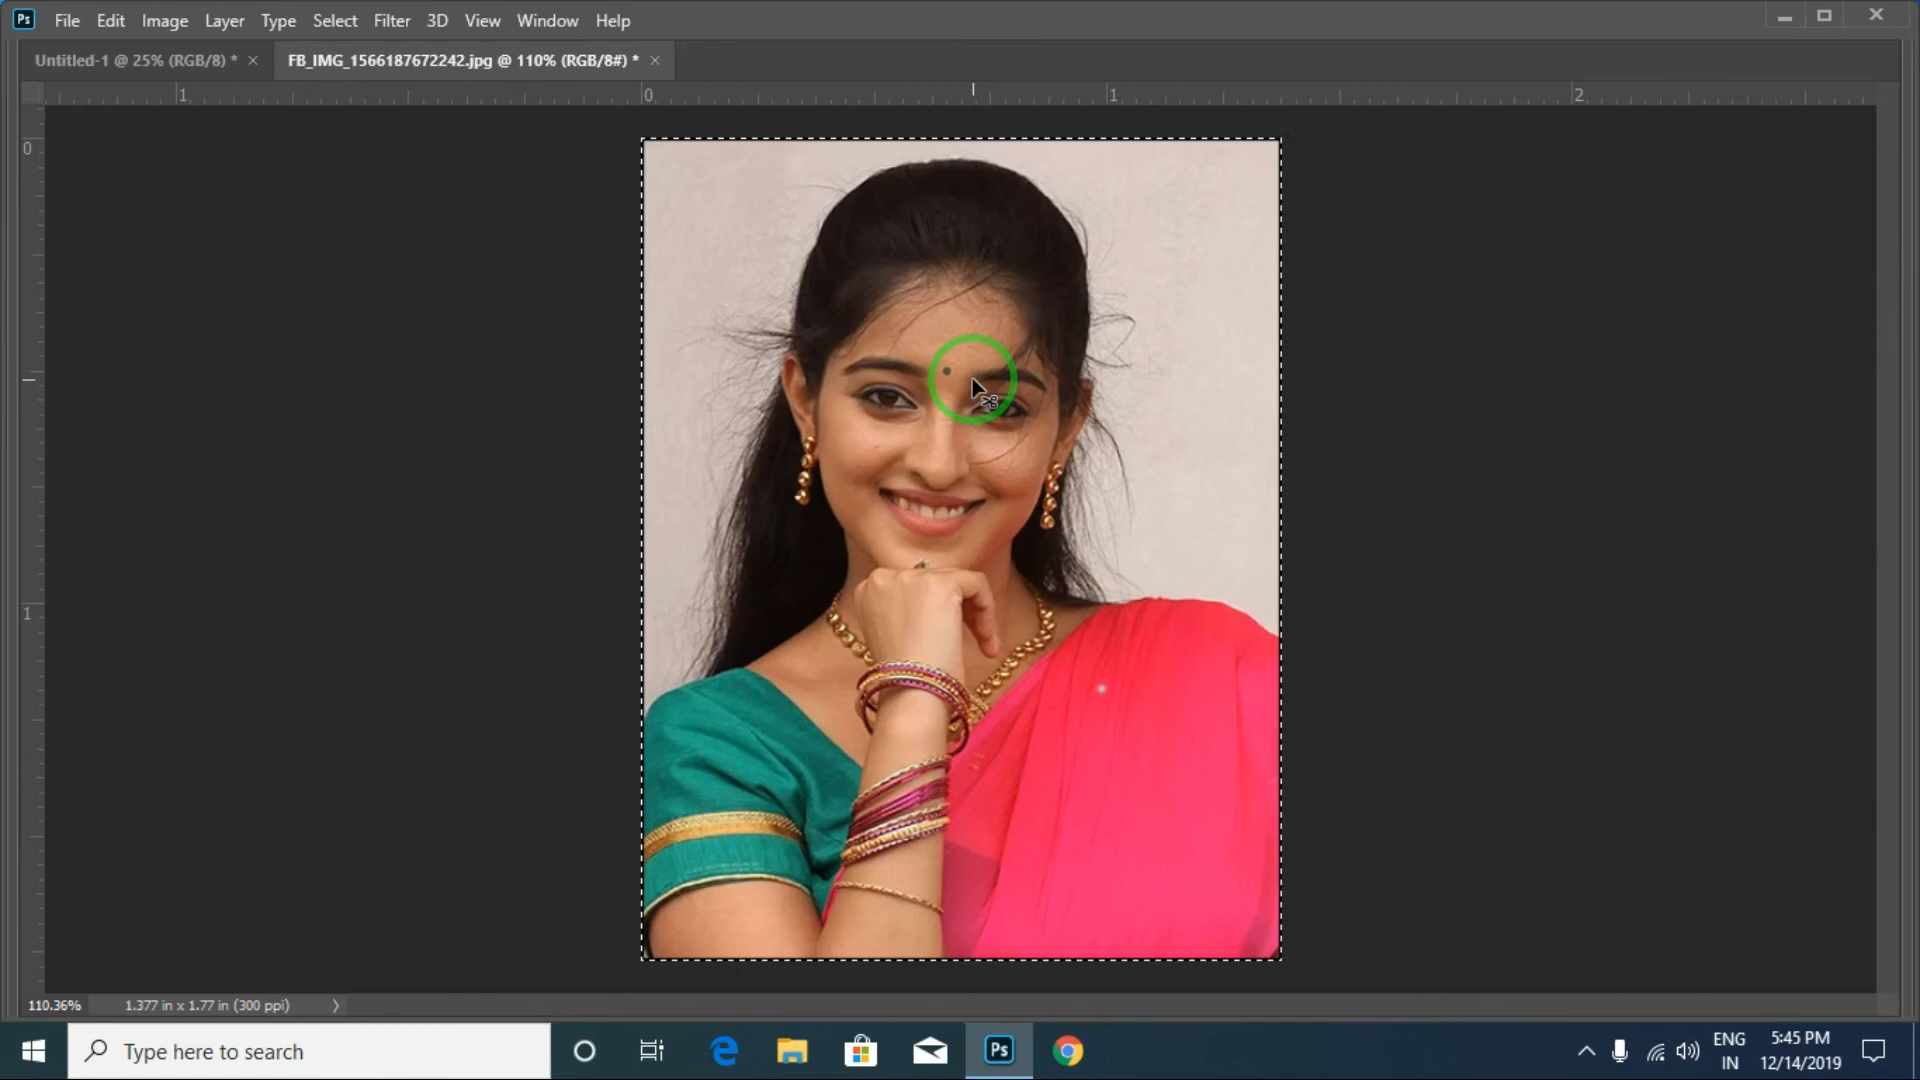 Ps File Edit Image Layer Type Select Filter 3D View Window Help
Untitled-1 @ 25% (RGB/8) * × FB_IMG_1566187672242.jpg @ 110% (RGB/8#) * ×
1 0 1 2
0
1
110.36% 1.377 in x 1.77 in (300 ppi)
Type here to search
Ps
ENG
IN
5:45 PM
12/14/2019